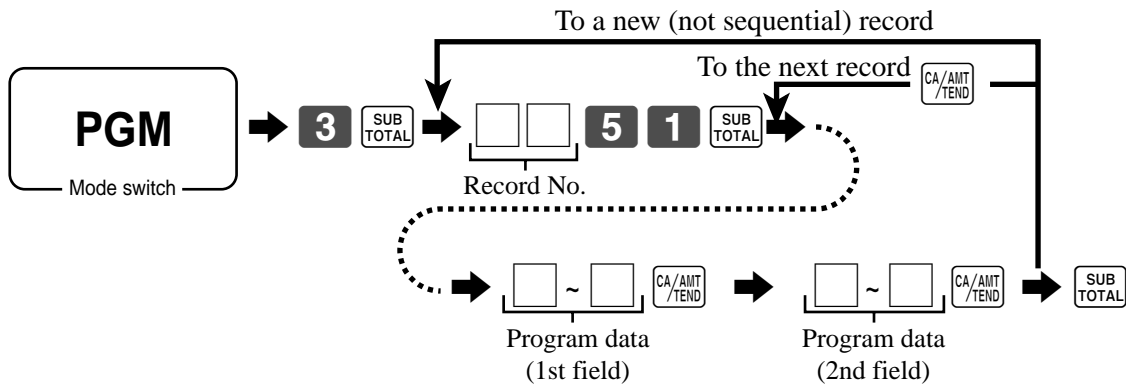 To a new (not sequential) record
To the next record
CA/AMT
/TEND
PGM
Mode switch
3
SUB
TOTAL
5 1
SUB
TOTAL
Record No.
~
CA/AMT
/TEND
~
CA/AMT
/TEND
SUB
TOTAL
Program data
(1st field)
Program data
(2nd field)